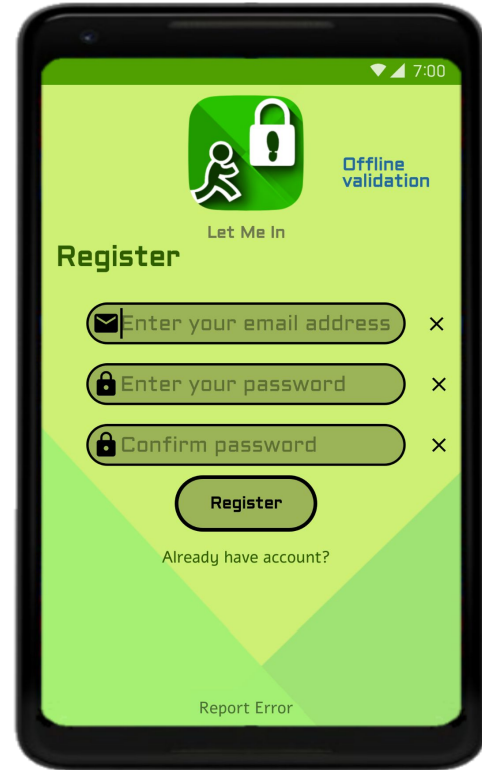 7:00
Offline
validation
Let Me In
Register
Enter your email address
Enter your password
Confirm password
Register
Already have account?
Report Error